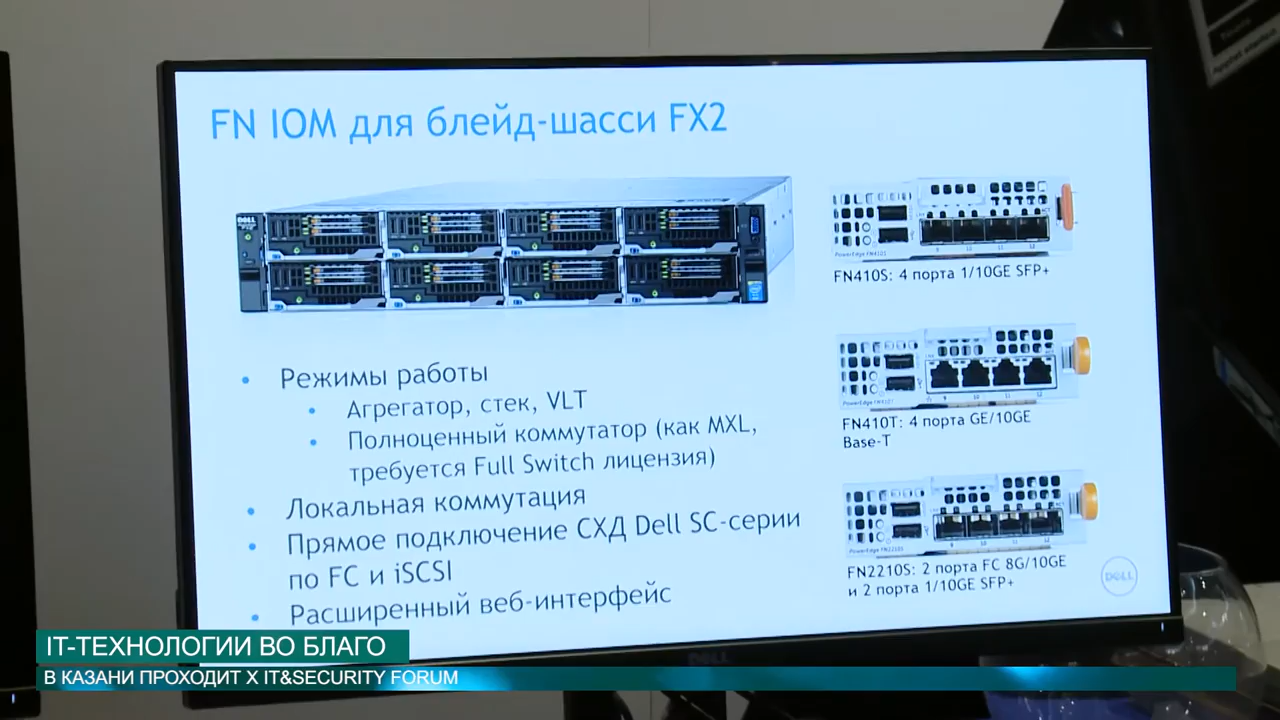 FN IOM для блейд-шасси FX2
FN410S: 4 порта 1/10GE SFP+
Режимы работы
Агрегатор, стек, VLT
Полноценный коммутатор (как MXL,
требуется Full Switch лицензия)
Локальная коммутация
Прямое подключение СХД Dell SC-серии
по FC и iSCSI
Расширенный веб-интерфейс
FN410T: 4 порта GE/10GE
Base-T
FN2210S: 2 порта FC 8G/10GE
и 2 порта 1/10GE SFP+
DELL
DELL
IT-ТЕХНОЛОГИИ ВО БЛАГО
В КАЗАНИ ПРОХОДИТ X IT&SECURITY FORUM